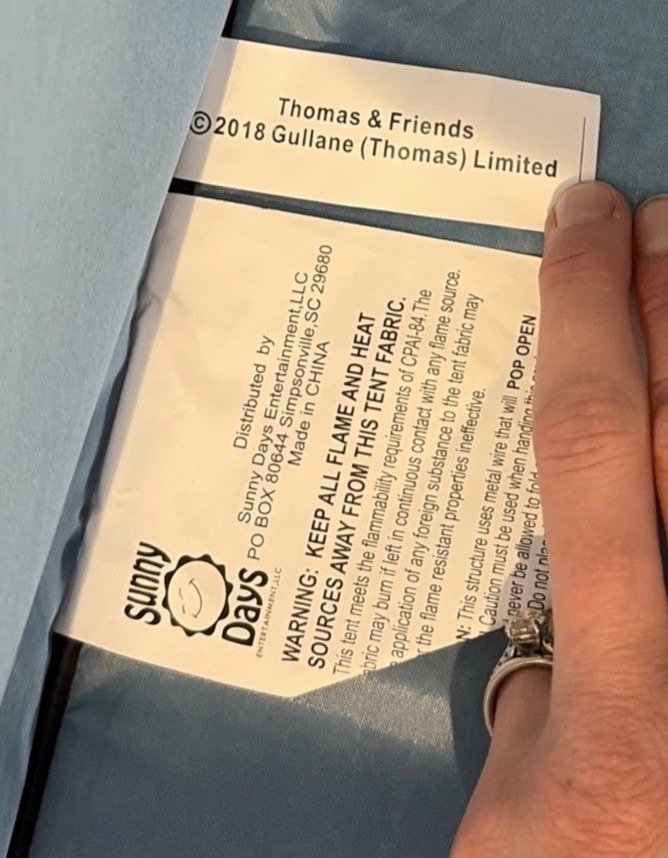 Thomas & Friends
©2018 Gullane (Thomas) Limited
Sunny
Days
ENTERTAINMENT,LLC
Distributed by
Sunny Days Entertainment,LLC
PO BOX 80644 Simpsonville,SC 29680
Made in CHINA
WARNING: KEEP ALL FLAME AND HEAT
SOURCES AWAY FROM THIS TENT FABRIC.
This tent meets the flammability requirements of CPAI-84.The
bric may burn if left in continuous contact with any flame source.
application of any foreign substance to the tent fabric may
the flame resistant properties ineffective.
N: This structure uses metal wire that will POP OPEN
Caution must be used when handing this
never be allowed to
Do not